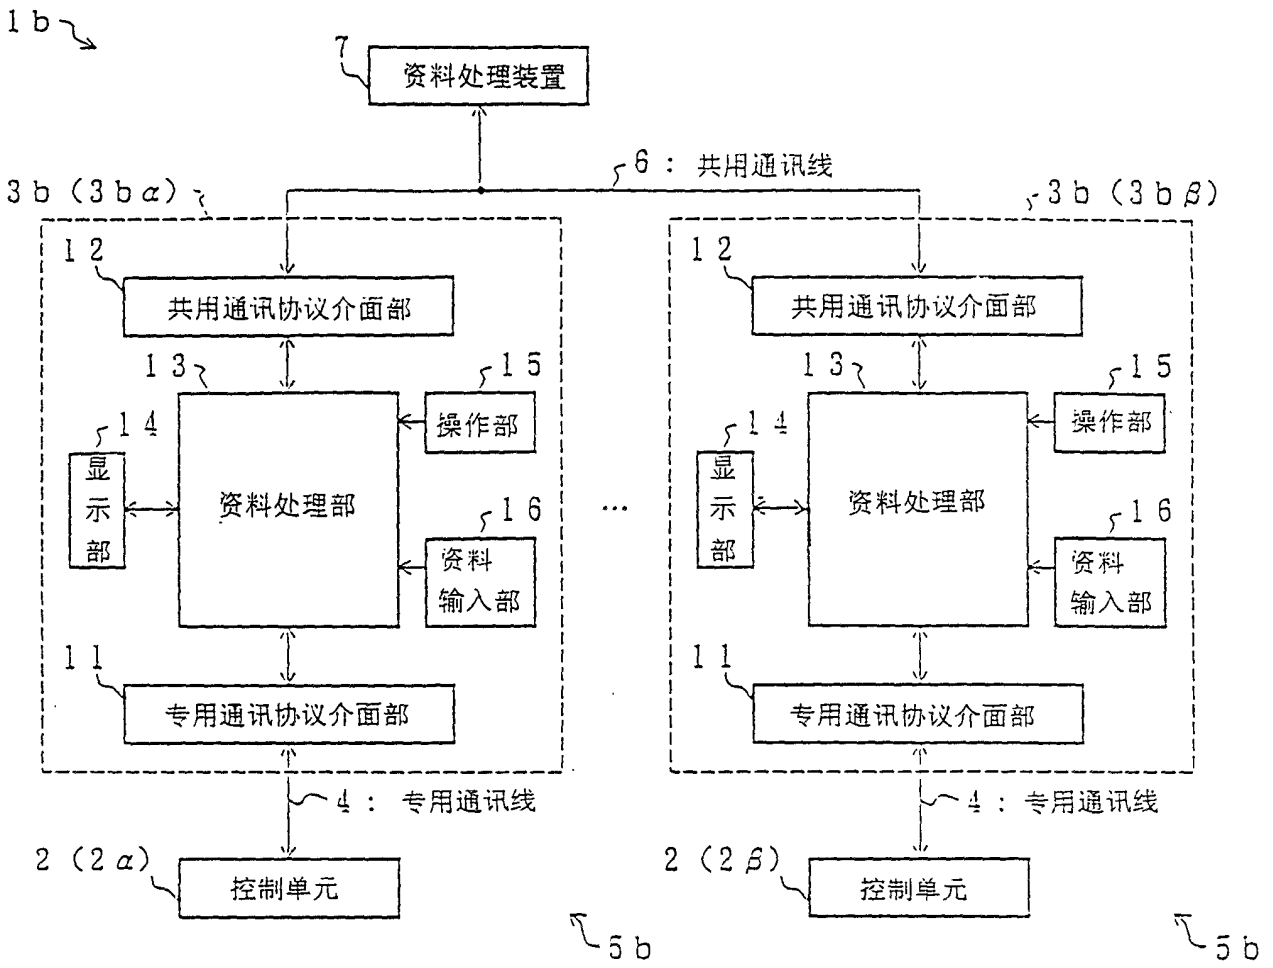 1b
7
资料处理装置
6：共用通讯线
3b(3bα)
3b(3bβ)
12
共用通讯协议介面部
12
共用通讯协议介面部
13
15
13
15
操作部
操作部
14
显示部
14
显示部
资料处理部
资料处理部
…
16
资料
输入部
16
资料
输入部
11
专用通讯协议介面部
11
专用通讯协议介面部
4：专用通讯线
4：专用通讯线
2(2α)
控制单元
2(2β)
控制单元
5b
5b